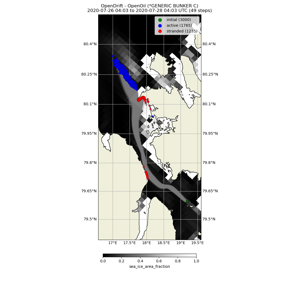 OpenDrift - OpenOil (*GENERIC BUNKER C)
2020-07-26 04:03 to 2020-07-28 04:03 UTC (49 steps)
initial (3000)
active (1765)
stranded (1235)
80.4°N
80.4°N
80.25°N
80.25°N
80.1°N
80.1°N
79.95°N
79.95°N
79.8°N
79.8°N
79.65°N
79.65°N
79.5°N
79.5°N
17°E 17.5°E 18°E 18.5°E 19°E 19.5°E
0.0 0.2 0.4 0.6 0.8 1.0
sea_ice_area_fraction